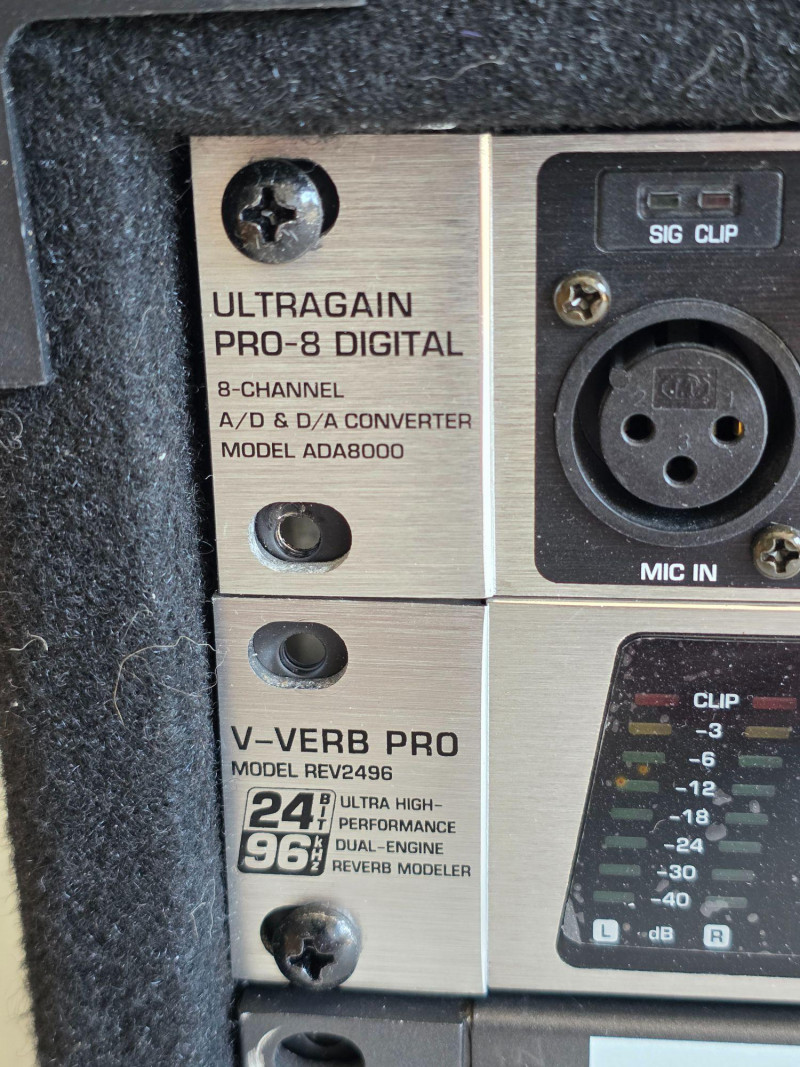 SIG CLIP
ULTRAGAIN
PRO-8 DIGITAL
8-CHANNEL
A/D & D/A CONVERTER
MODEL ADA8000
2 1
3
MIC IN
V-VERB PRO
MODEL REV2496
24 BIT
96 kHz
ULTRA HIGH-
PERFORMANCE
DUAL-ENGINE
REVERB MODELER
CLIP
-3
-6
-12
-18
-24
-30
-40
L dB R